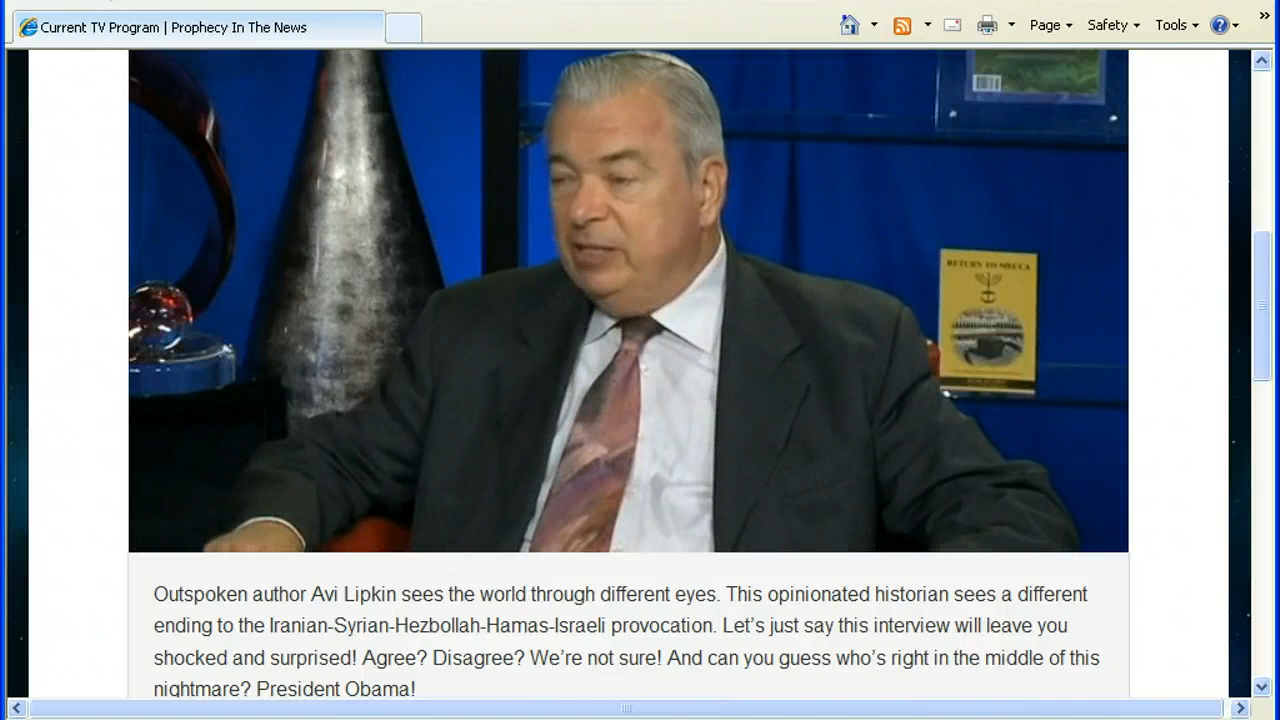 Current TV Program | Prophecy In The News
Page
Safety
Tools
RETURN TO MECCA
Outspoken author Avi Lipkin sees the world through different eyes. This opinionated historian sees a different
ending to the Iranian-Syrian-Hezbollah-Hamas-Israeli provocation. Let's just say this interview will leave you
shocked and surprised! Agree? Disagree? We're not sure! And can you guess who's right in the middle of this
nightmare? President Obama!